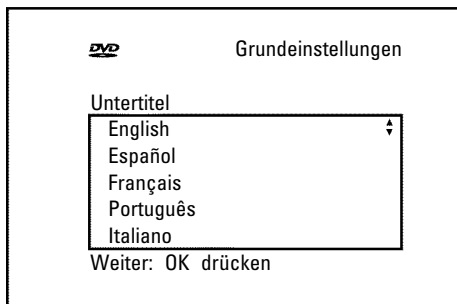 DVD Grundeinstellungen
Untertitel
English
Español
Français
Português
Italiano
Weiter: OK drücken